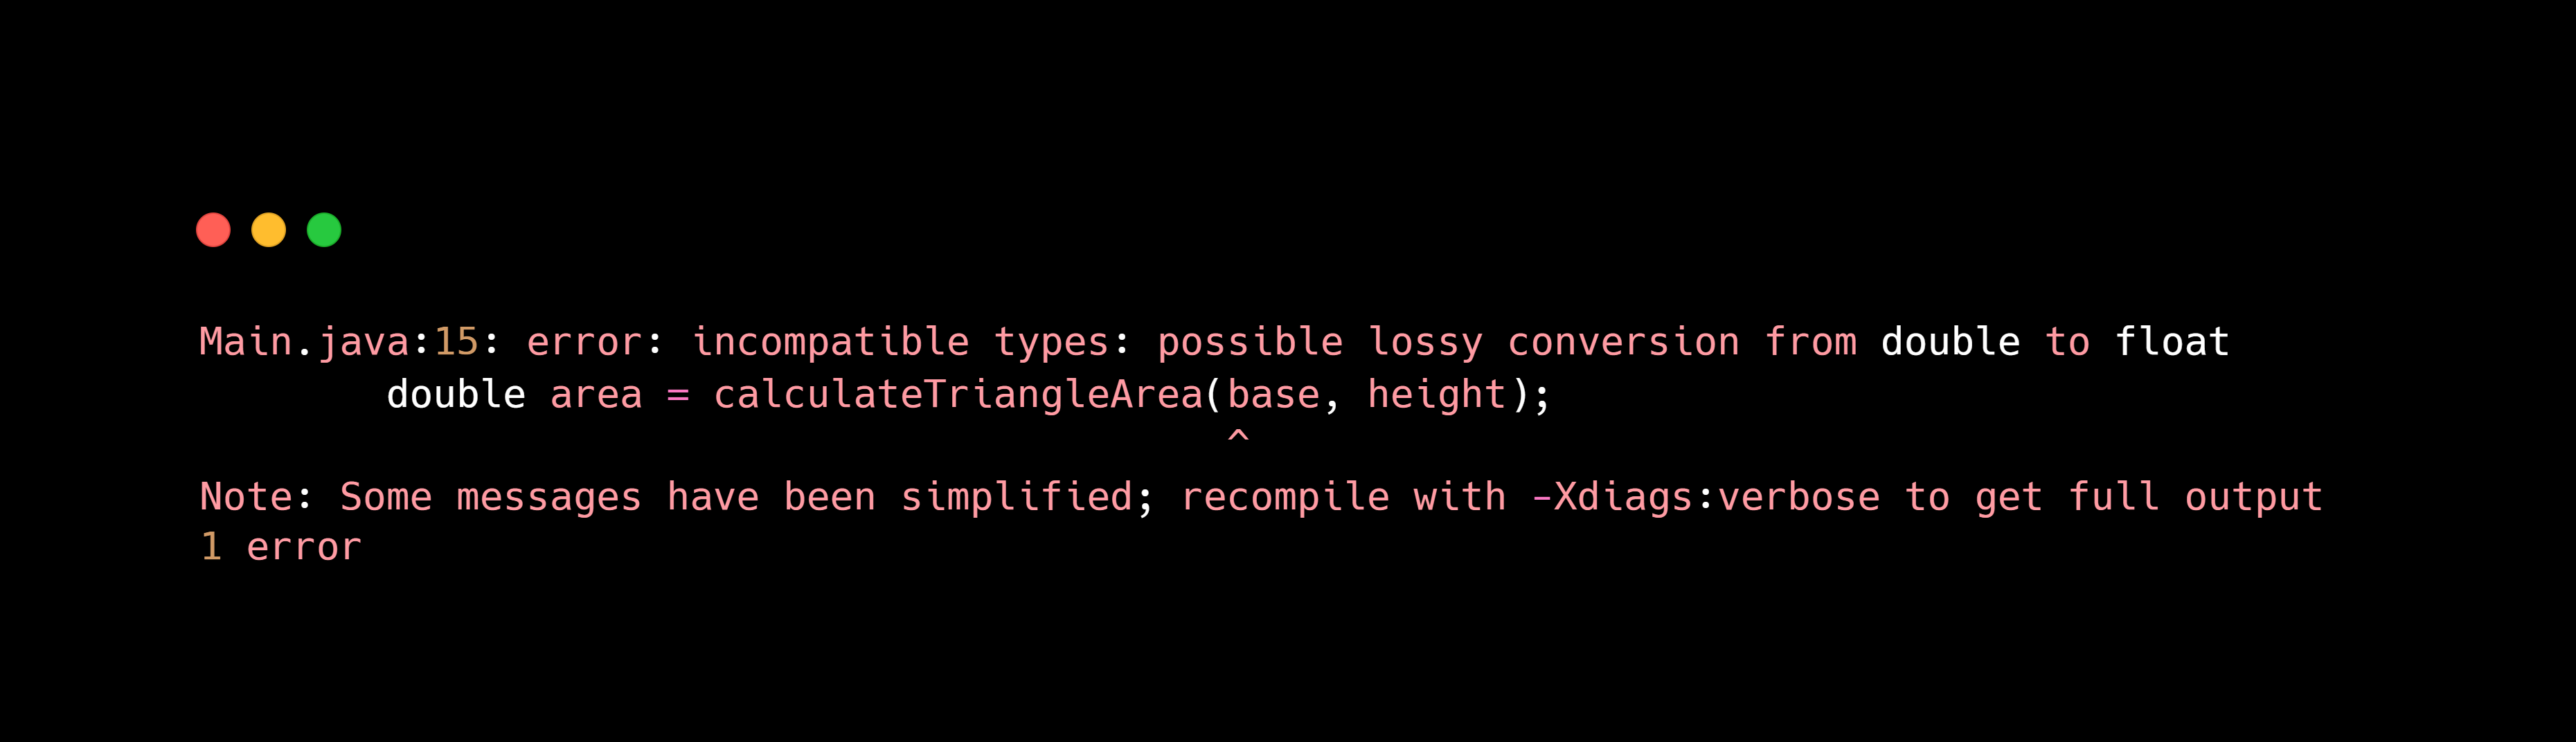 Main.java:15: error: incompatible types: possible lossy conversion from double to float
        double area = calculateTriangleArea(base, height);
                                            ^
Note: Some messages have been simplified; recompile with -Xdiags:verbose to get full output
1 error